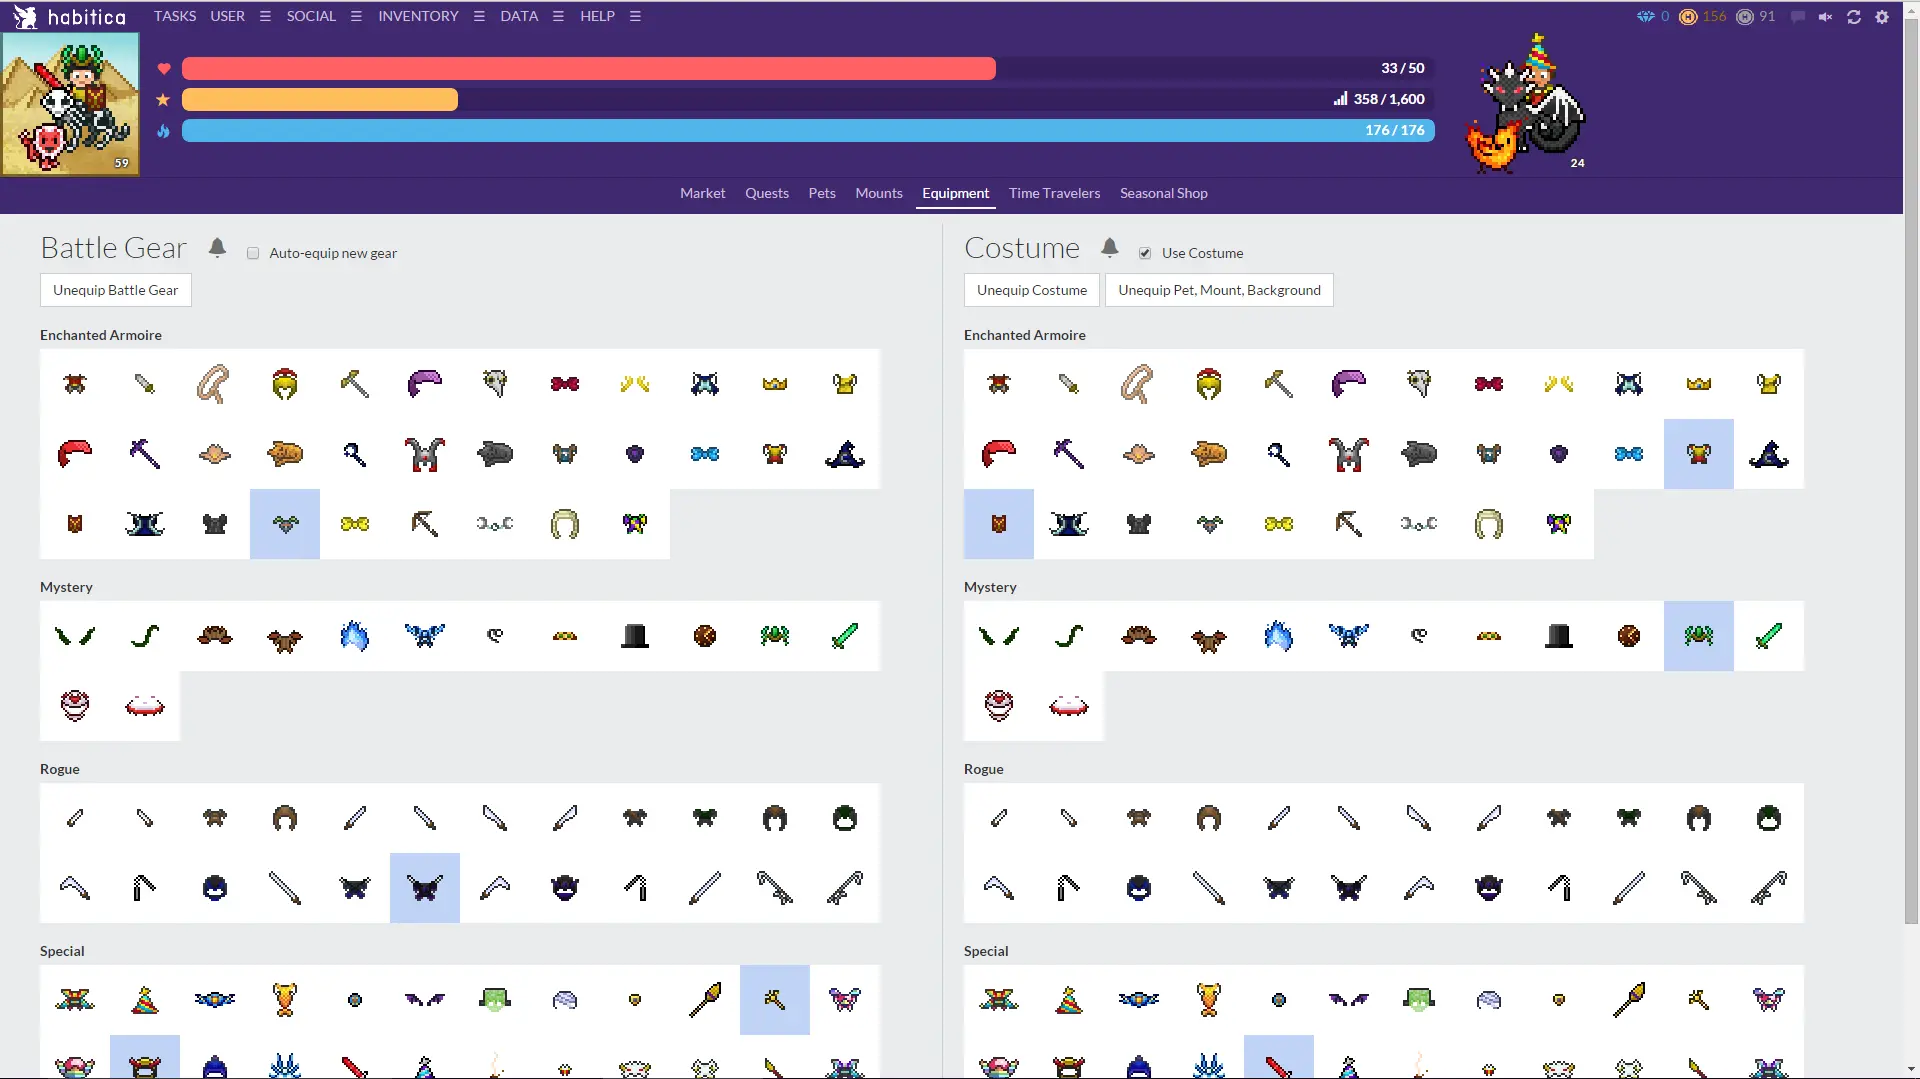 habitica TASKS USER SOCIAL INVENTORY DATA HELP 0 156 91
33 / 50
358 / 1,600
176 / 176
59
24
Market Quests Pets Mounts Equipment Time Travelers Seasonal Shop
Battle Gear Auto-equip new gear
Unequip Battle Gear
Enchanted Armoire
Mystery
Rogue
Special
Costume Use Costume
Unequip Costume Unequip Pet, Mount, Background
Enchanted Armoire
Mystery
Rogue
Special